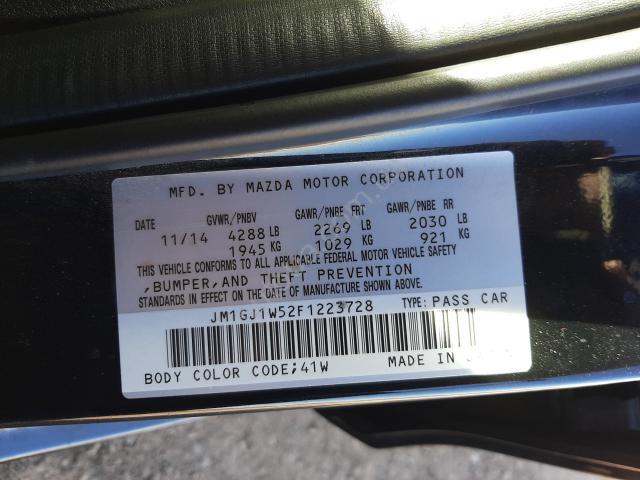 MFD. BY MAZDA MOTOR CORPORATION
DATE GVWR/PNBV GAWR/PNBE FRT GAWR/PNBE RR
11/14 4288 LB 2269 LB 2030 LB
1945 KG 1029 KG 921 KG
THIS VEHICLE CONFORMS TO ALL APPLICABLE FEDERAL MOTOR VEHICLE SAFETY
,BUMPER,AND THEFT PREVENTION
STANDARDS IN EFFECT ON THE DATE OF MANUFACTURE SHOWN ABOVE.
JM1GJ1W52F1223728 TYPE: PASS CAR
BODY COLOR CODE;41W MADE IN